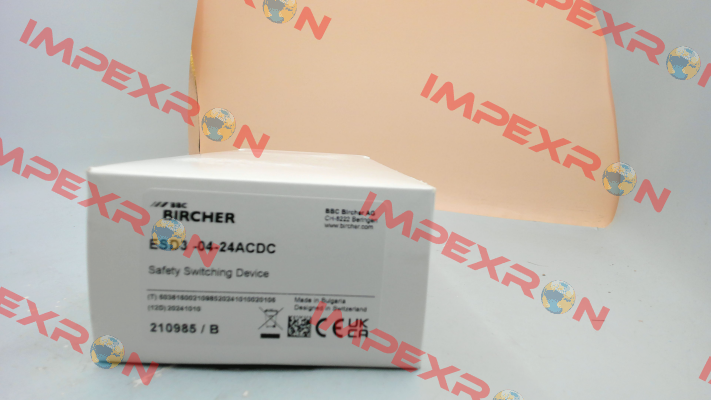 IMPEXRON
IMPEXRON
IMPEXRON
IMPEXRON
IMPEXRON
IMPEXRON
BBC
BIRCHER
BBC Bircher AG
CH-8222 Beringen
www.bircher.com
ESD3 -04-24ACDC
Safety Switching Device
Made in Bulgaria
Designed in Switzerland
(120) 20241010
210985 / B
CE
UK
CA